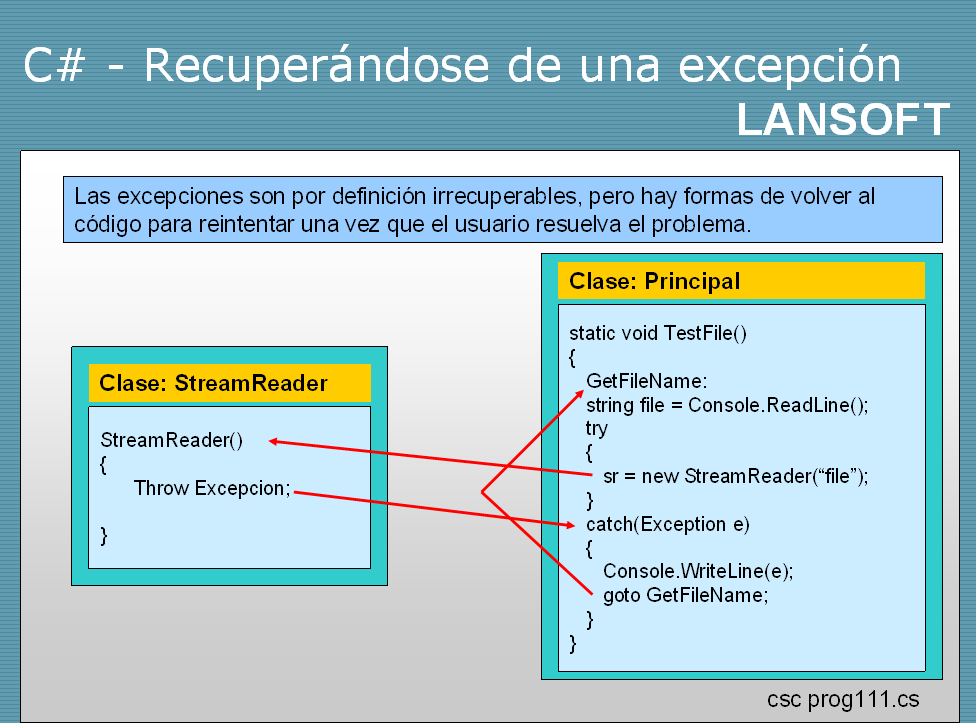 C# - Recuperándose de una excepción
LANSOFT
Las excepciones son por definición irrecuperables, pero hay formas de volver al
código para reintentar una vez que el usuario resuelva el problema.
Clase: StreamReader
StreamReader()
{
Throw Excepcion;
}
Clase: Principal
static void TestFile()
{
GetFileName:
string file = Console.ReadLine();
try
{
sr = new StreamReader(“file”);
}
catch(Exception e)
{
Console.WriteLine(e);
goto GetFileName;
}
}
csc prog111.cs